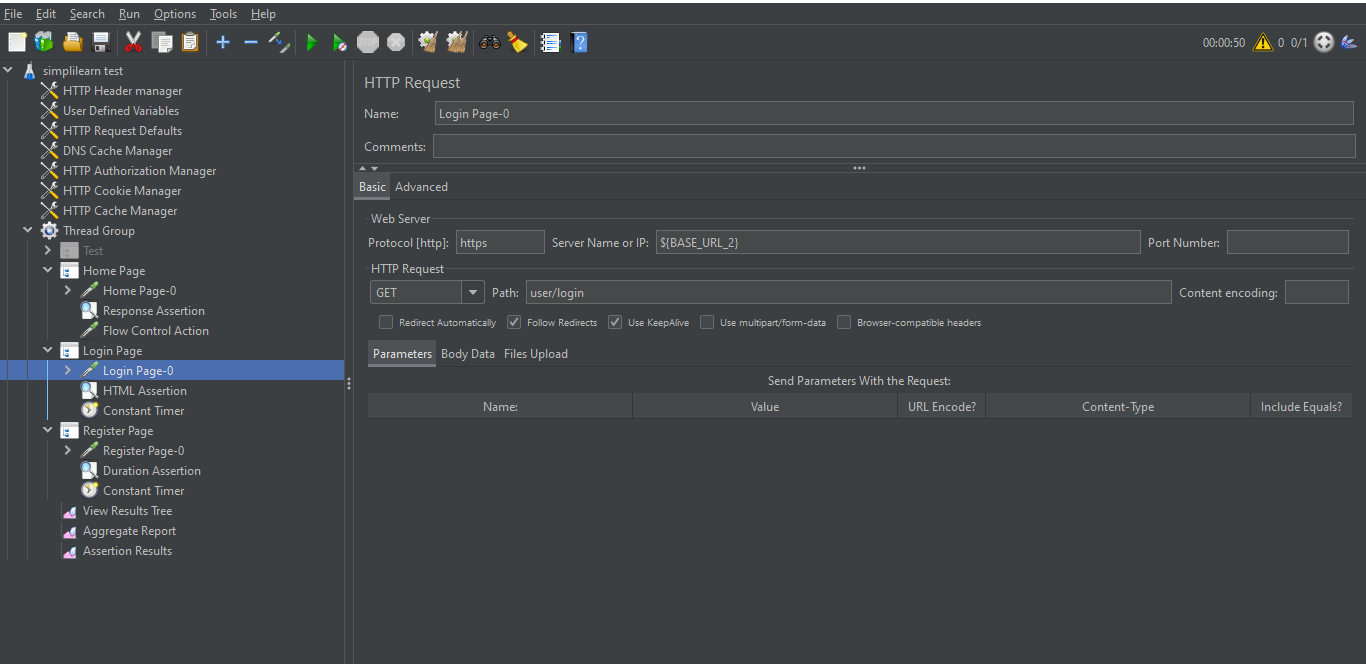 File Edit Search Run Options Tools Help
00:00:50 0 0/1
simplilearn test
HTTP Header manager
User Defined Variables
HTTP Request Defaults
DNS Cache Manager
HTTP Authorization Manager
HTTP Cookie Manager
HTTP Cache Manager
Thread Group
Test
Home Page
Home Page-0
Response Assertion
Flow Control Action
Login Page
Login Page-0
HTML Assertion
Constant Timer
Register Page
Register Page-0
Duration Assertion
Constant Timer
View Results Tree
Aggregate Report
Assertion Results
HTTP Request
Name: Login Page-0
Comments:
Basic Advanced
Web Server
Protocol [http]: https Server Name or IP: ${BASE_URL_2} Port Number:
HTTP Request
GET Path: user/login Content encoding:
Redirect Automatically Follow Redirects Use KeepAlive Use multipart/form-data Browser-compatible headers
Parameters Body Data Files Upload
Send Parameters With the Request:
Name: Value URL Encode? Content-Type Include Equals?